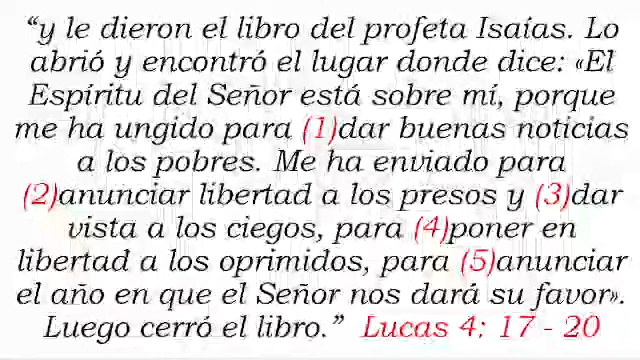 “y le dieron el libro del profeta Isaías. Lo
abrió y encontró el lugar donde dice: «El
Espíritu del Señor está sobre mí, porque
me ha ungido para (1)dar buenas noticias
a los pobres. Me ha enviado para
(2)anunciar libertad a los presos y (3)dar
vista a los ciegos, para (4)poner en
libertad a los oprimidos, para (5)anunciar
el año en que el Señor nos dará su favor».
Luego cerró el libro.” Lucas 4: 17 - 20